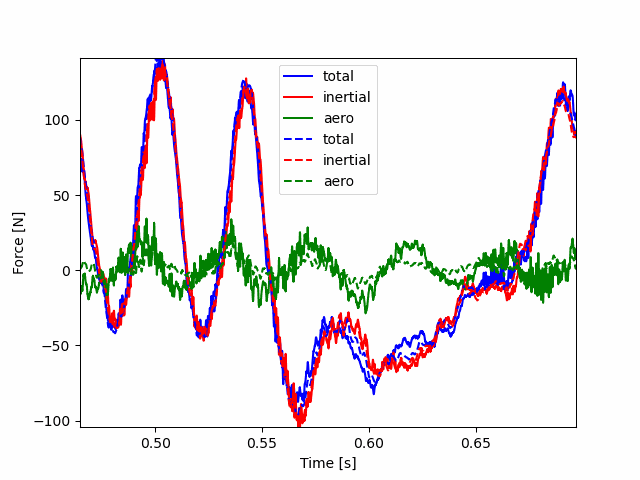 total
inertial
aero
total
inertial
aero
100
50
0
−50
−100
Force [N]
0.50 0.55 0.60 0.65
Time [s]